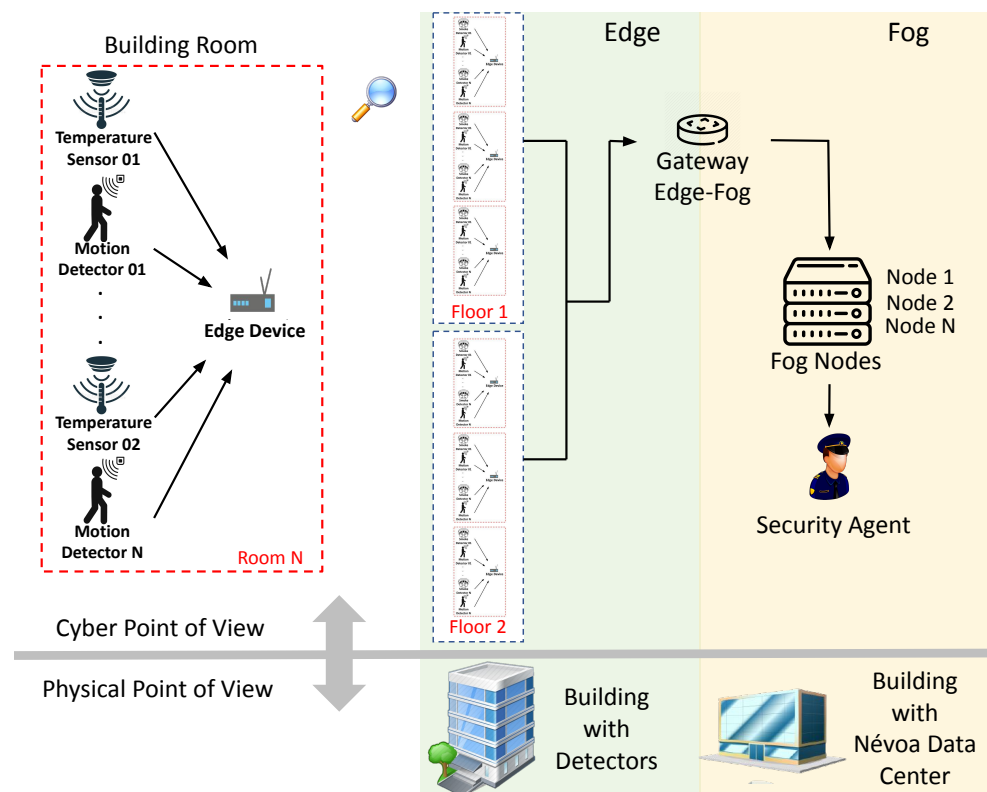 Building Room
Temperature
Sensor 01
Motion
Detector 01
Edge Device
Temperature
Sensor 02
Motion
Detector N
Room N
Floor 1
Floor 2
Edge
Gateway
Edge-Fog
Fog
Node 1
Node 2
Node N
Fog Nodes
Security Agent
Cyber Point of View
Physical Point of View
Building
with
Detectors
Building
with
Névoa Data
Center